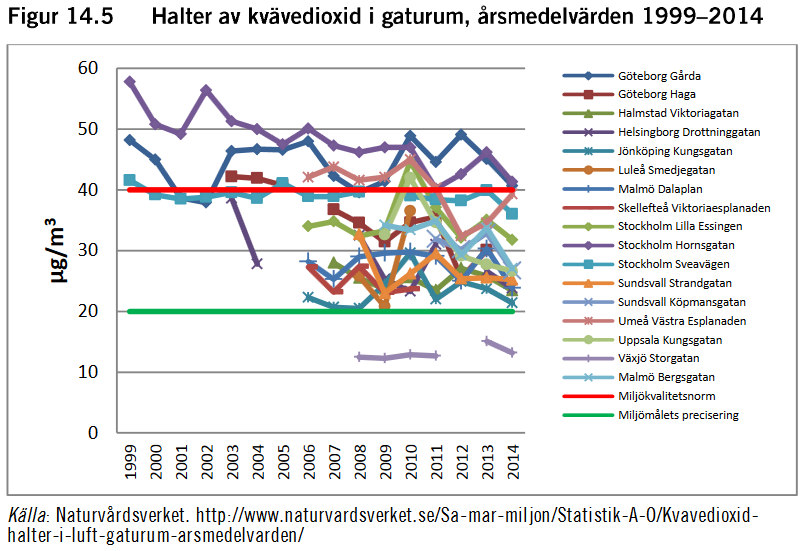 Figur 14.5 Halter av kvävedioxid i gaturum, årsmedelvärden 1999–2014
60
50
40
30
20
10
0
µg/m³
1999
2000
2001
2002
2003
2004
2005
2006
2007
2008
2009
2010
2011
2012
2013
2014
Göteborg Gårda
Göteborg Haga
Halmstad Viktoriagatan
Helsingborg Drottninggatan
Jönköping Kungsgatan
Luleå Smedjegatan
Malmö Dalaplan
Skellefteå Viktoriaesplanaden
Stockholm Lilla Essingen
Stockholm Hornsgatan
Stockholm Sveavägen
Sundsvall Strandgatan
Sundsvall Köpmansgatan
Umeå Västra Esplanaden
Uppsala Kungsgatan
Växjö Storgatan
Malmö Bergsgatan
Miljökvalitetsnorm
Miljömålets precisering
Källa: Naturvårdsverket. http://www.naturvardsverket.se/Sa-mar-miljon/Statistik-A-O/Kvavedioxid-
halter-i-luft-gaturum-arsmedelvarden/